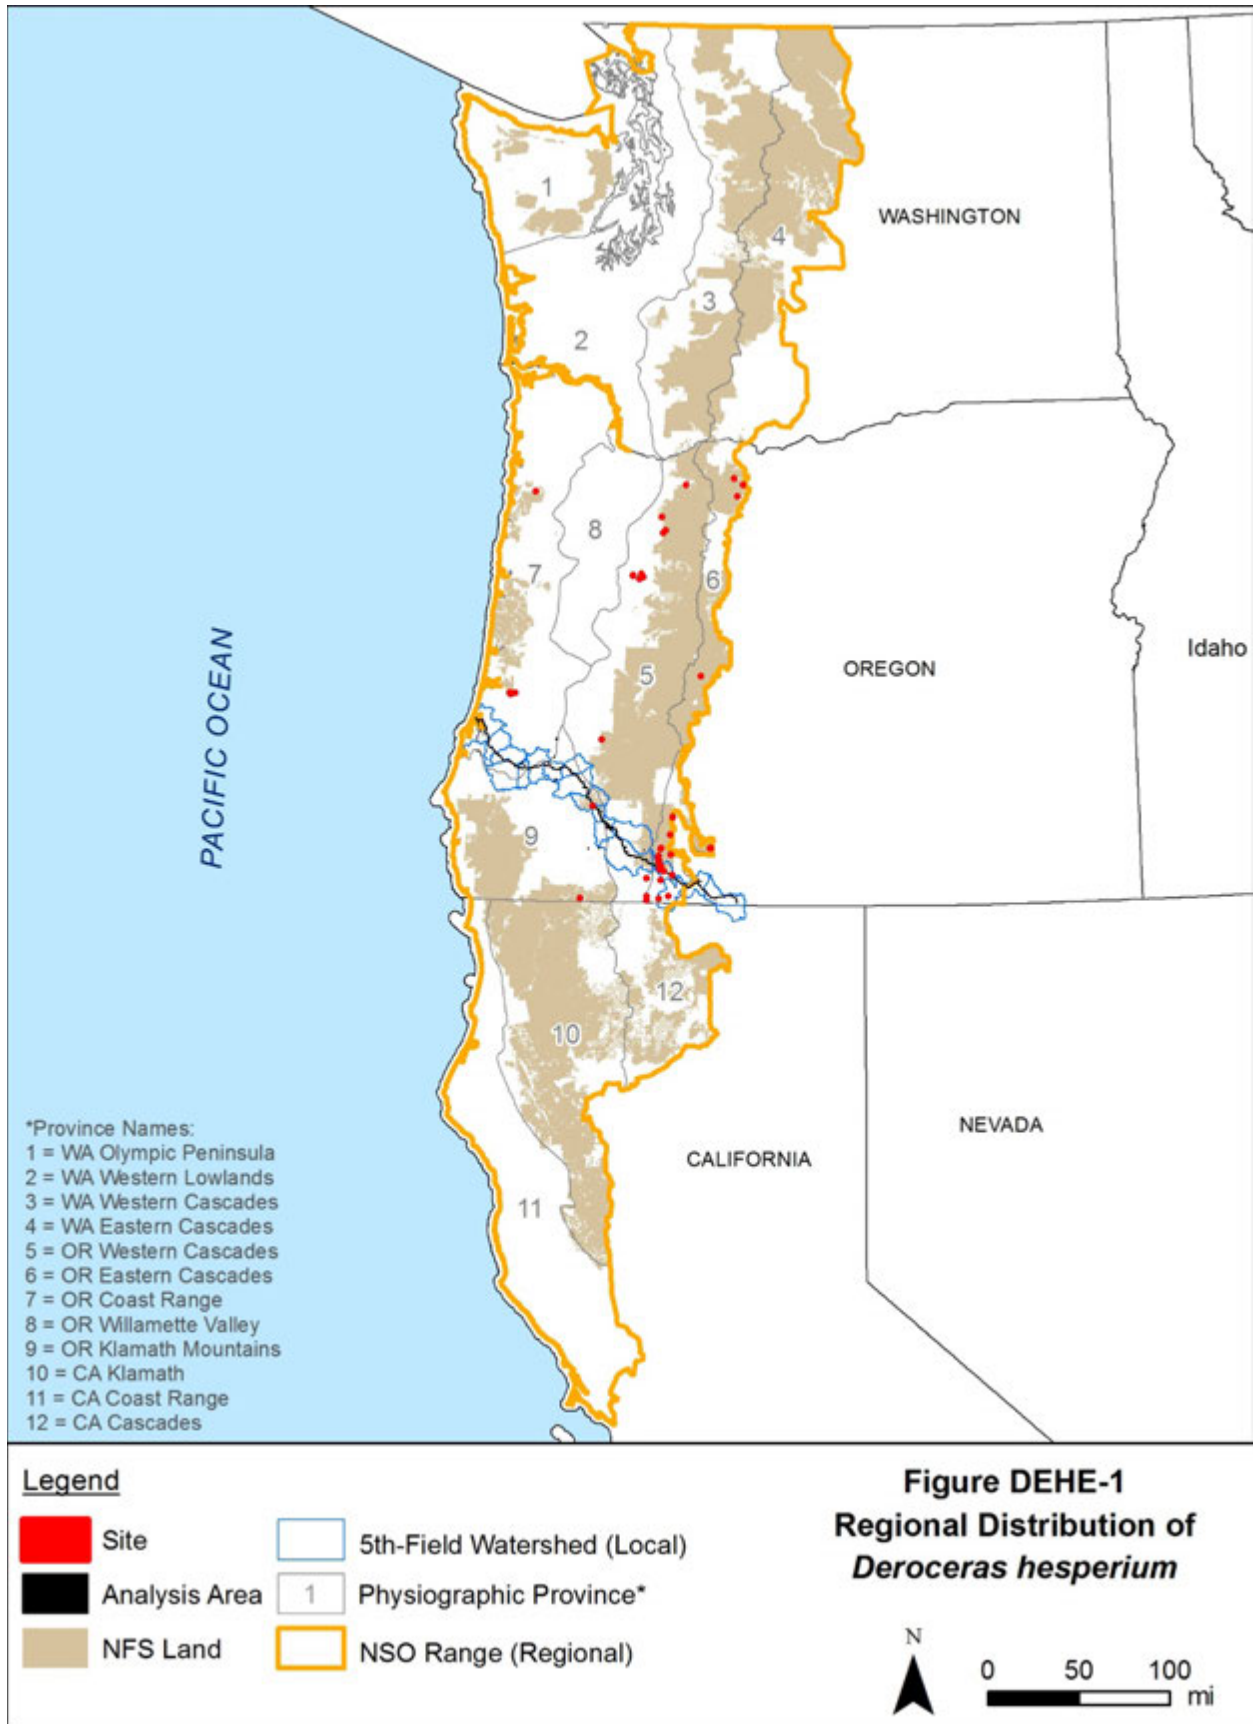 1
WASHINGTON
4
3
2
8
7
6
Idaho
OREGON
5
PACIFIC OCEAN
9
12
10
NEVADA
CALIFORNIA
11
*Province Names:
1 = WA Olympic Peninsula
2 = WA Western Lowlands
3 = WA Western Cascades
4 = WA Eastern Cascades
5 = OR Western Cascades
6 = OR Eastern Cascades
7 = OR Coast Range
8 = OR Willamette Valley
9 = OR Klamath Mountains
10 = CA Klamath
11 = CA Coast Range
12 = CA Cascades
Legend
Site
Analysis Area
NFS Land
5th-Field Watershed (Local)
1 Physiographic Province*
NSO Range (Regional)
Figure DEHE-1
Regional Distribution of
Deroceras hesperium
N
0 50 100
mi